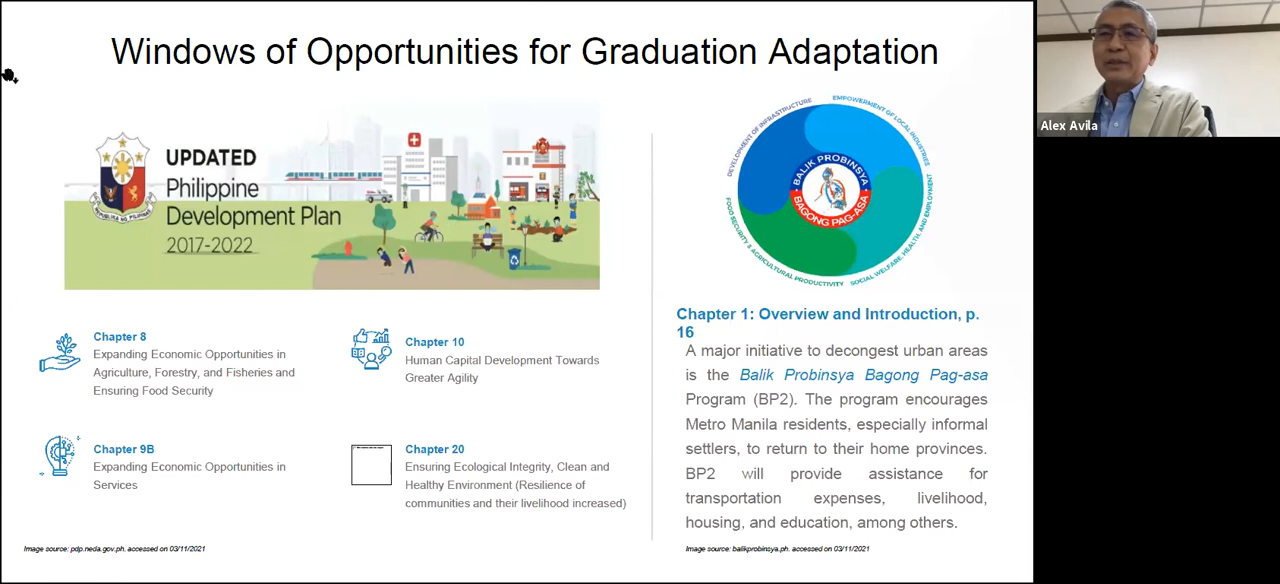 Windows of Opportunities for Graduation Adaptation
UPDATED
Philippine
Development Plan
2017-2022
Chapter 8
Expanding Economic Opportunities in
Agriculture, Forestry, and Fisheries and
Ensuring Food Security
Chapter 10
Human Capital Development Towards
Greater Agility
Chapter 9B
Expanding Economic Opportunities in
Services
Chapter 20
Ensuring Ecological Integrity, Clean and
Healthy Environment (Resilience of
communities and their livelihood increased)
Image source: pdp.neda.gov.ph. accessed on 03/11/2021
DEVELOPMENT OF INFRASTRUCTURE
EMPOWERMENT OF LOCAL INDUSTRIES
FOOD SECURITY & AGRICULTURAL PRODUCTIVITY
SOCIAL WELFARE, HEALTH, AND EMPLOYMENT
BALIK PROBINSYA
BAGONG PAG-ASA
Chapter 1: Overview and Introduction, p.
16
A major initiative to decongest urban areas
is the Balik Probinsya Bagong Pag-asa
Program (BP2). The program encourages
Metro Manila residents, especially informal
settlers, to return to their home provinces.
BP2 will provide assistance for
transportation expenses, livelihood,
housing, and education, among others.
Image source: balikprobinsya.ph. accessed on 03/11/2021
Alex Avila